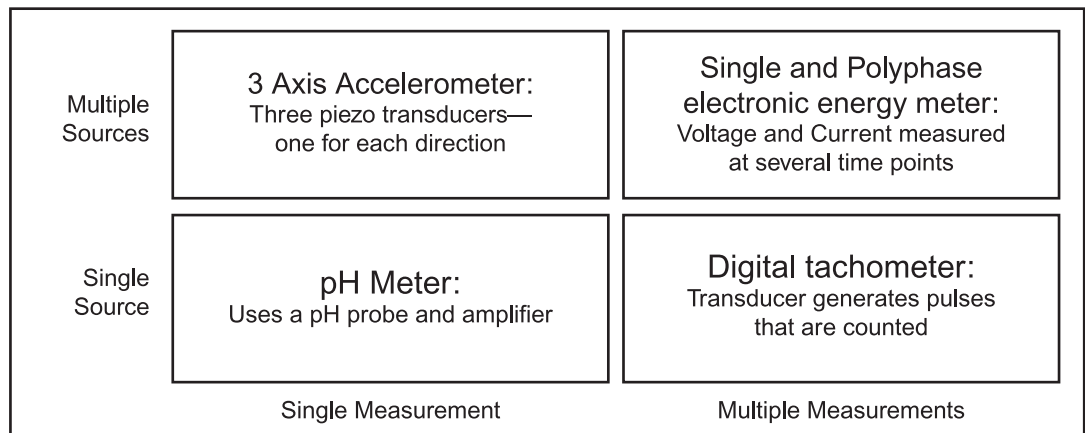 Multiple
Sources
3 Axis Accelerometer:
Three piezo transducers—
one for each direction
Single and Polyphase
electronic energy meter:
Voltage and Current measured
at several time points
Single
Source
pH Meter:
Uses a pH probe and amplifier
Digital tachometer:
Transducer generates pulses
that are counted
Single Measurement
Multiple Measurements